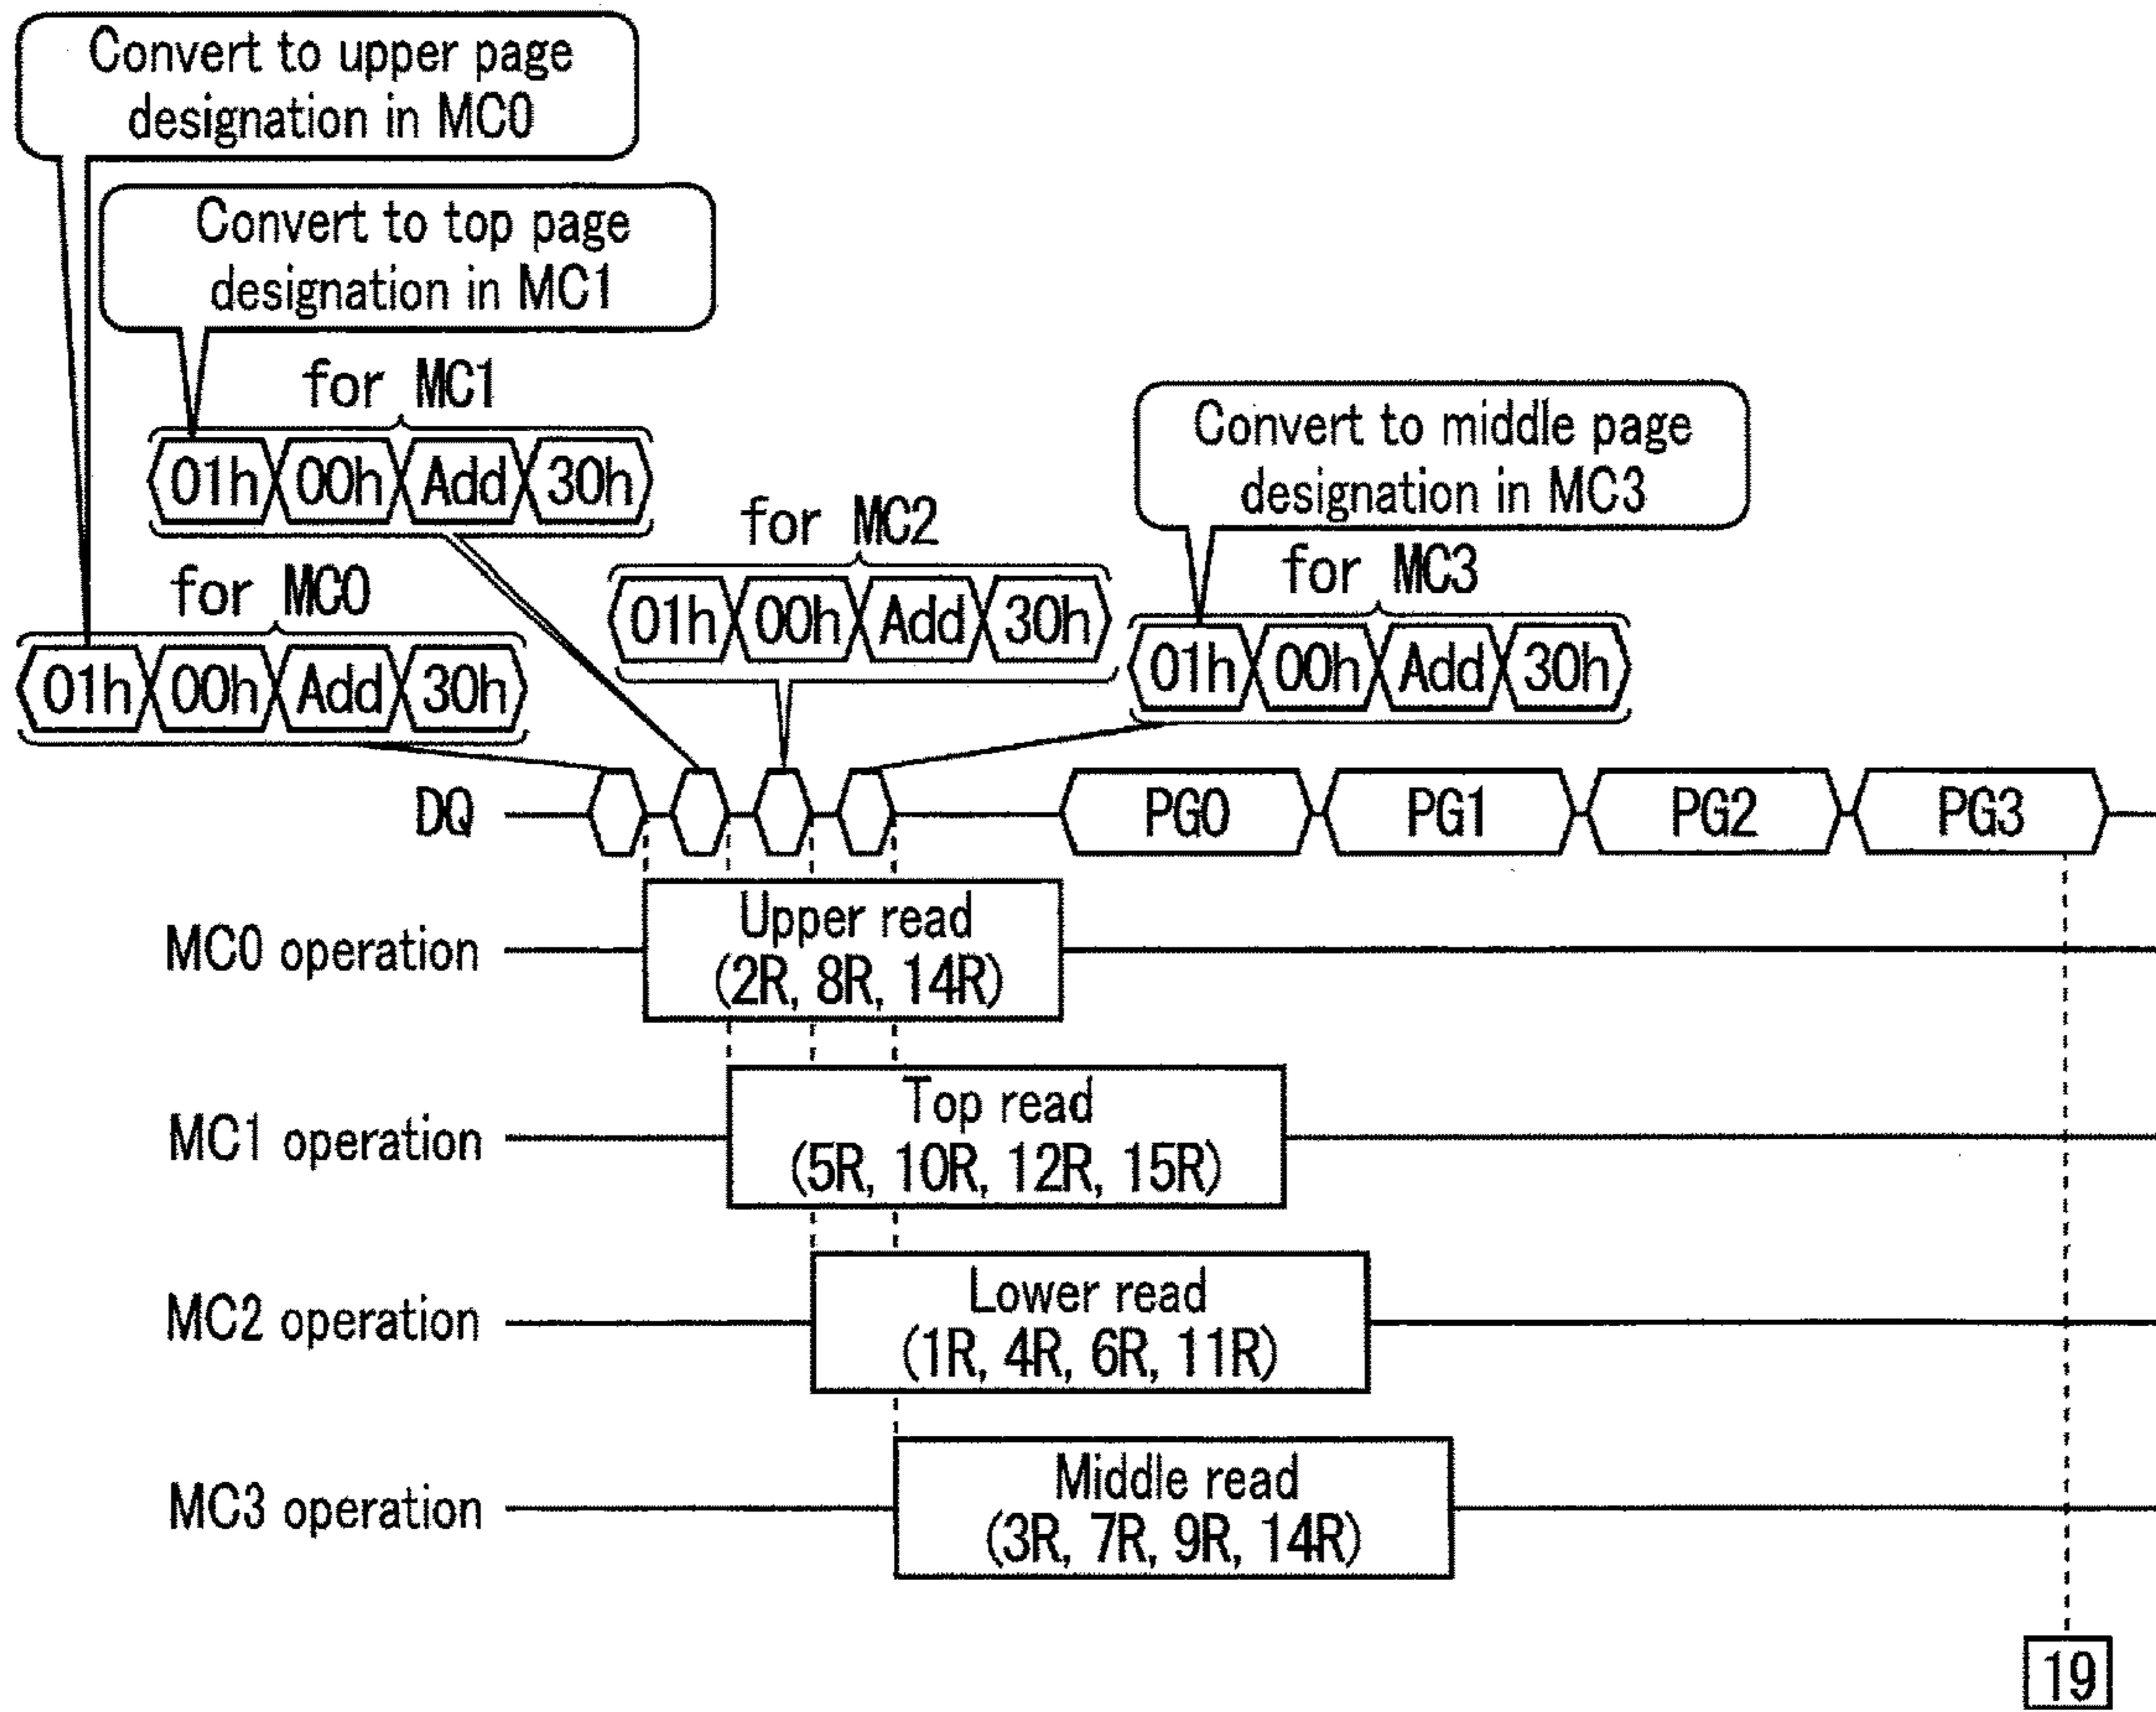 Convert to upper page
designation in MC0
Convert to top page
designation in MC1
for MC1
01h 00h Add 30h
Convert to middle page
designation in MC3
for MC2
01h 00h Add 30h
for MC3
01h 00h Add 30h
for MC0
01h 00h Add 30h
DQ PG0 PG1 PG2 PG3
MC0 operation
Upper read
(2R, 8R, 14R)
MC1 operation
Top read
(5R, 10R, 12R, 15R)
MC2 operation
Lower read
(1R, 4R, 6R, 11R)
MC3 operation
Middle read
(3R, 7R, 9R, 14R)
19